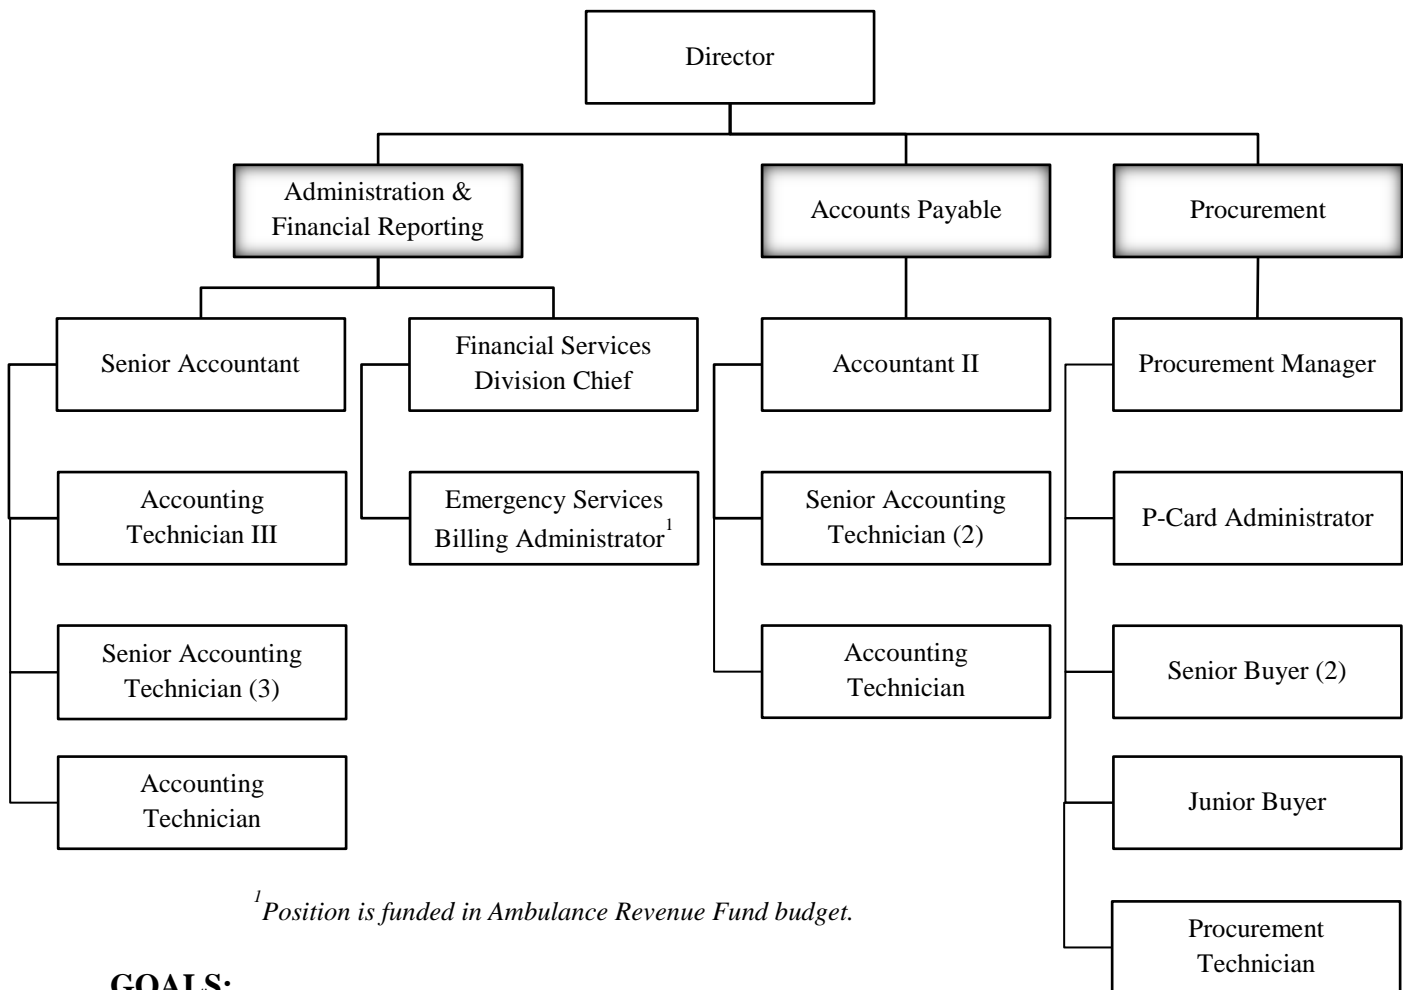 Director
Administration &
Financial Reporting
Accounts Payable
Procurement
Senior Accountant
Financial Services
Division Chief
Accountant II
Procurement Manager
Accounting
Technician III
Emergency Services
Billing Administrator1
Senior Accounting
Technician (2)
P-Card Administrator
Senior Accounting
Technician (3)
Accounting
Technician
Senior Buyer (2)
Accounting
Technician
Junior Buyer
1Position is funded in Ambulance Revenue Fund budget.
Procurement
Technician
GOALS: